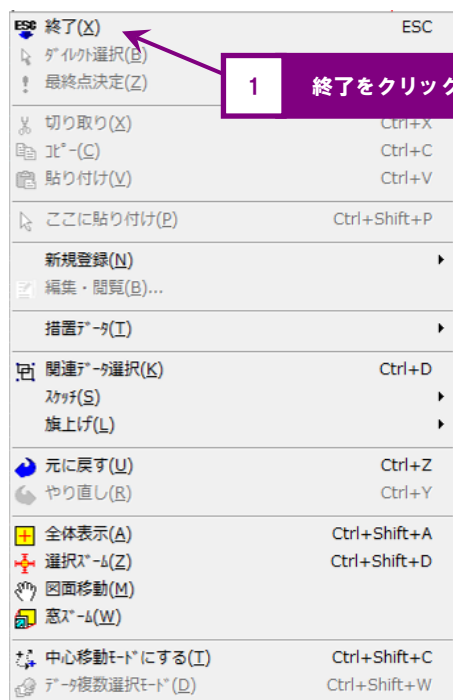 ESC 終了(X) ESC
ﾀﾞｲﾚｸﾄ選択(B)
最終点決定(Z)
1 終了をクリック
切り取り(X) Ctrl+X
ｺﾋﾟｰ(C) Ctrl+C
貼り付け(V) Ctrl+V
ここに貼り付け(P) Ctrl+Shift+P
新規登録(N)
編集・閲覧(B)...
措置ﾃﾞｰﾀ(T)
関連ﾃﾞｰﾀ選択(K) Ctrl+D
ｽｹｯﾁ(S)
旗上げ(L)
元に戻す(U) Ctrl+Z
やり直し(R) Ctrl+Y
全体表示(A) Ctrl+Shift+A
選択ｽﾞｰﾑ(Z) Ctrl+Shift+D
図面移動(M)
窓ｽﾞｰﾑ(W)
中心移動ﾓｰﾄﾞにする(T) Ctrl+Shift+C
ﾃﾞｰﾀ複数選択ﾓｰﾄﾞ(D) Ctrl+Shift+W